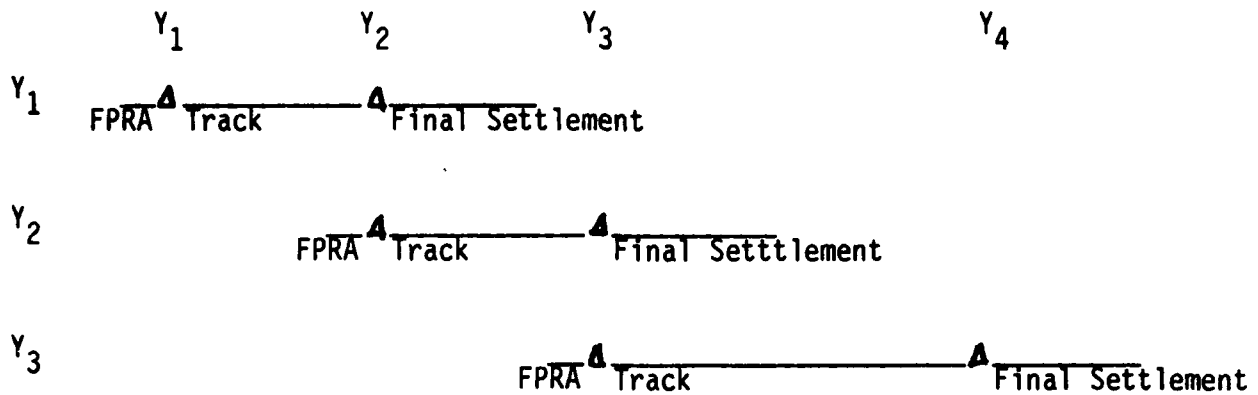 Y1 Y2 Y3 Y4
Y1
FPRA Track Final Settlement
Y2
FPRA Track Final Setttlement
Y3
FPRA Track Final Settlement